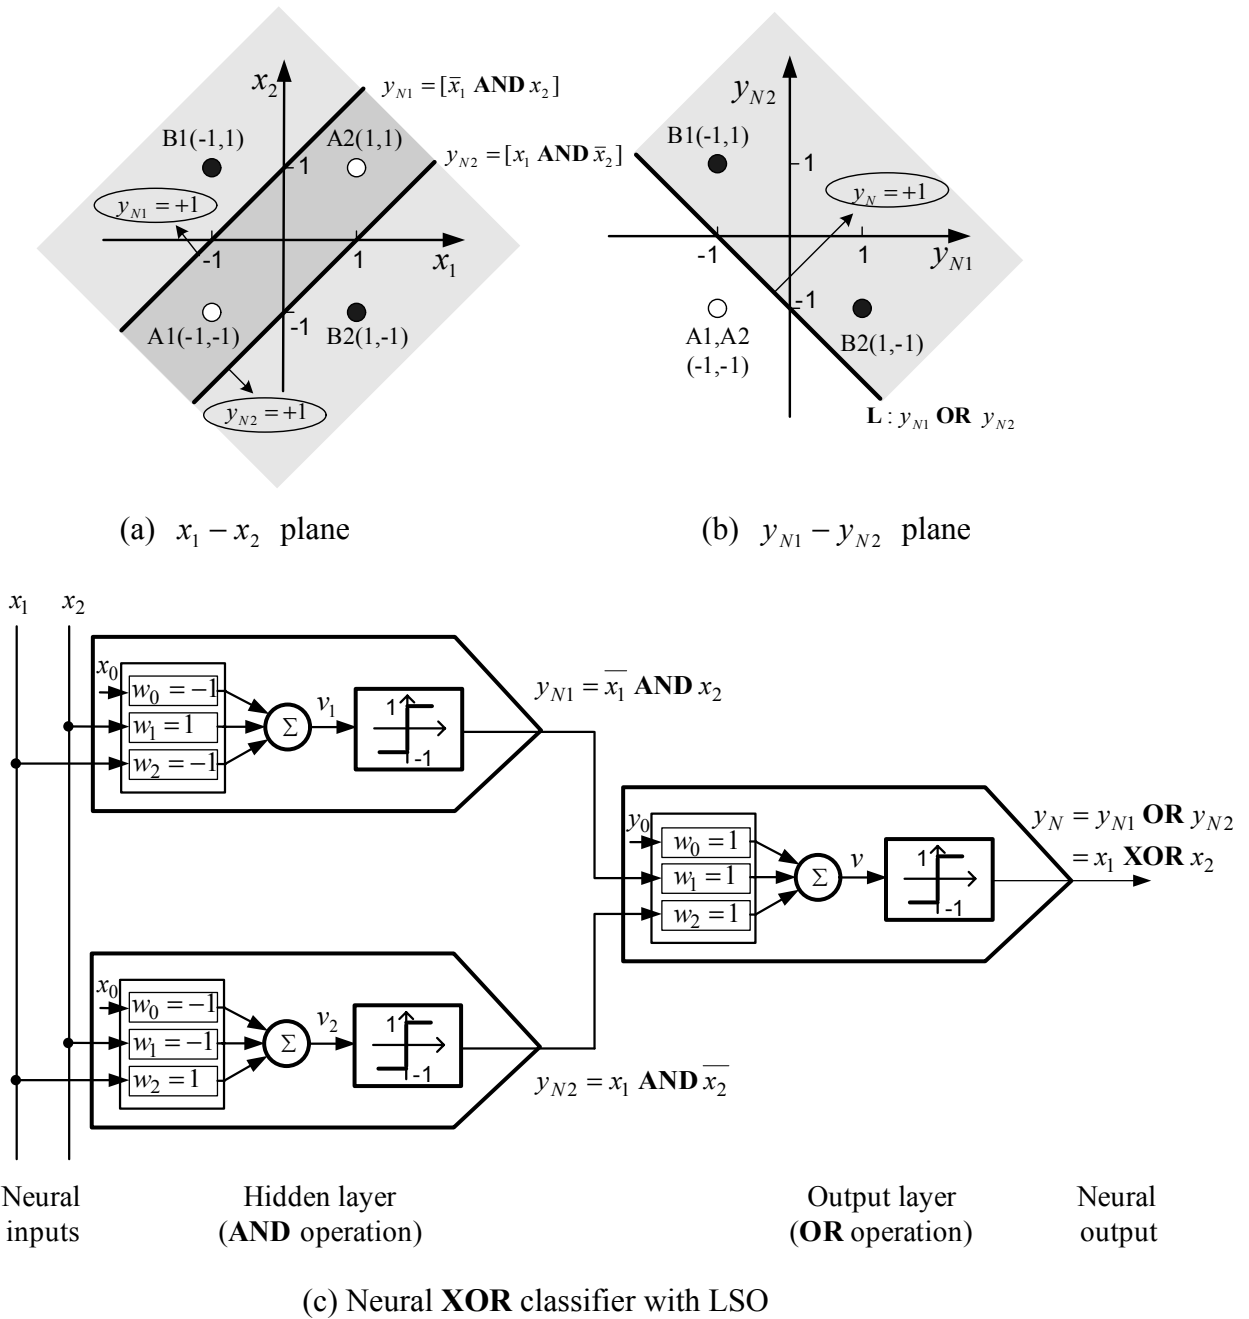 x₂
y_N1 = [x̄₁ AND x₂]
B1(-1,1)
A2(1,1)
1
y_N2 = [x₁ AND x̄₂]
y_N1 = +1
-1
1
x₁
A1(-1,-1)
-1
B2(1,-1)
y_N2 = +1
(a) x₁ − x₂ plane
y_N2
B1(-1,1)
1
y_N = +1
-1
1
y_N1
-1
A1,A2
(-1,-1)
B2(1,-1)
L : y_N1 OR y_N2
(b) y_N1 − y_N2 plane
x₁
x₂
x₀
w₀ = −1
w₁ = 1
w₂ = −1
Σ
v₁
1
-1
y_N1 = x̄₁ AND x₂
x₀
w₀ = −1
w₁ = −1
w₂ = 1
Σ
v₂
1
-1
y_N2 = x₁ AND x̄₂
y₀
w₀ = 1
w₁ = 1
w₂ = 1
Σ
v
1
-1
y_N = y_N1 OR y_N2
= x₁ XOR x₂
Neural
inputs
Hidden layer
(AND operation)
Output layer
(OR operation)
Neural
output
(c) Neural XOR classifier with LSO